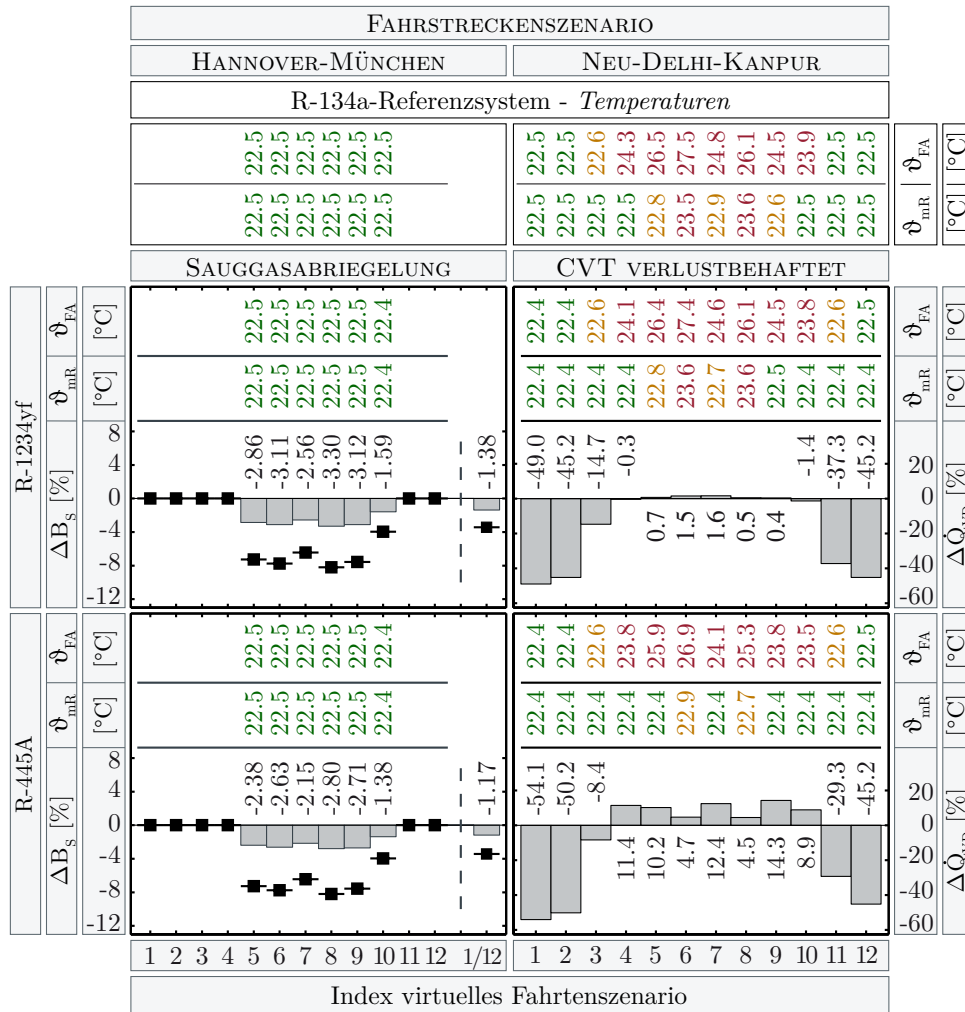 FAHRSTRECKENSZENARIO
HANNOVER-MÜNCHEN NEU-DELHI-KANPUR
R-134a-Referenzsystem - Temperaturen
22.5 22.5 22.5 22.5 22.5 22.5 22.5 22.5 22.6 24.3 26.5 27.5 24.8 26.1 24.5 23.9 22.5 22.5 ϑFA [°C]
22.5 22.5 22.5 22.5 22.5 22.5 22.5 22.5 22.5 22.5 22.8 23.5 22.9 23.6 22.6 22.5 22.5 22.5 ϑmR [°C]
SAUGGASABRIEGELUNG CVT VERLUSTBEHAFTET
R-1234yf
ϑFA [°C] 22.5 22.5 22.5 22.5 22.5 22.4 22.4 22.4 22.6 24.1 26.4 27.4 24.6 26.1 24.5 23.8 22.6 22.5 ϑFA [°C]
ϑmR [°C] 22.5 22.5 22.5 22.5 22.5 22.4 22.4 22.4 22.4 22.4 22.8 23.6 22.7 23.6 22.5 22.4 22.4 22.4 ϑmR [°C]
ΔBs [%] 8 4 0 -4 -8 -12
-2.86 -3.11 -2.56 -3.30 -3.12 -1.59 -1.38
-49.0 -45.2 -14.7 -0.3 0.7 1.5 1.6 0.5 0.4 -1.4 -37.3 -45.2
20 0 -20 -40 -60 [%]
R-445A
ϑFA [°C] 22.5 22.5 22.5 22.5 22.5 22.4 22.4 22.4 22.6 23.8 25.9 26.9 24.1 25.3 23.8 23.5 22.6 22.5 ϑFA [°C]
ϑmR [°C] 22.5 22.5 22.5 22.5 22.5 22.4 22.4 22.4 22.4 22.4 22.4 22.9 22.4 22.7 22.4 22.4 22.4 22.4 ϑmR [°C]
ΔBs [%] 8 4 0 -4 -8 -12
-2.38 -2.63 -2.15 -2.80 -2.71 -1.38 -1.17
-54.1 -50.2 -8.4 11.4 10.2 4.7 12.4 4.5 14.3 8.9 -29.3 -45.2
20 0 -20 -40 -60 [%]
1 2 3 4 5 6 7 8 9 10 11 12 1/12 1 2 3 4 5 6 7 8 9 10 11 12
Index virtuelles Fahrtenszenario